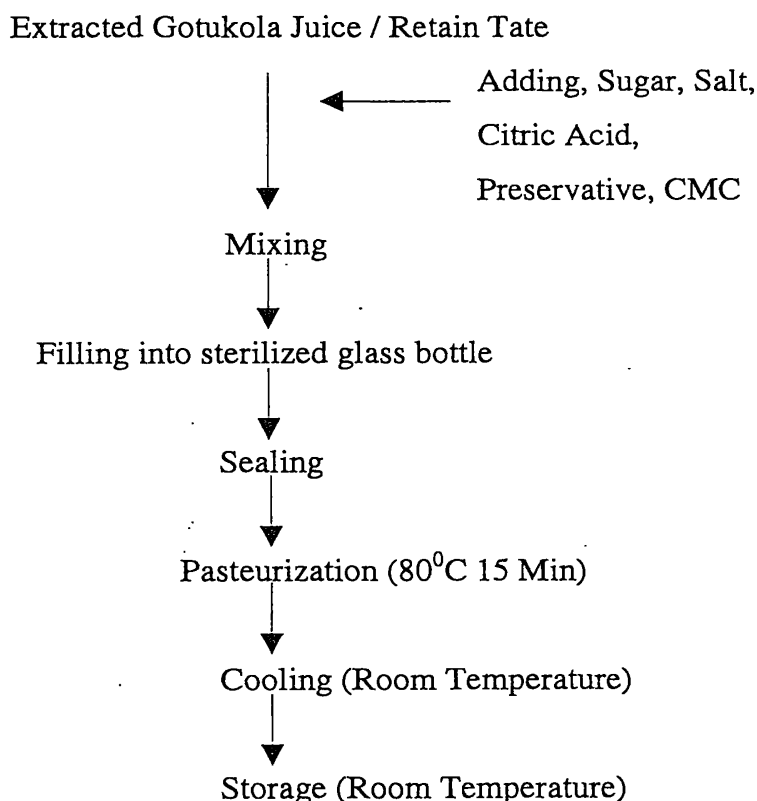 Extracted Gotukola Juice / Retain Tate
Adding, Sugar, Salt,
Citric Acid,
Preservative, CMC
Mixing
Filling into sterilized glass bottle
Sealing
Pasteurization (80⁰C 15 Min)
Cooling (Room Temperature)
Storage (Room Temperature)